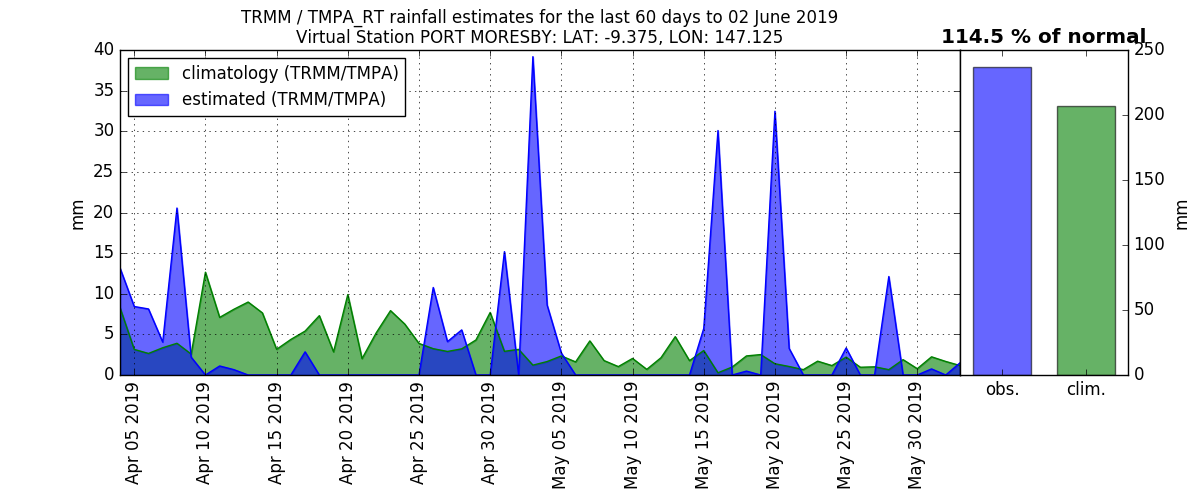 TRMM / TMPA_RT rainfall estimates for the last 60 days to 02 June 2019
Virtual Station PORT MORESBY: LAT: -9.375, LON: 147.125
114.5 % of normal
climatology (TRMM/TMPA)
estimated (TRMM/TMPA)
40
35
30
25
20
15
10
5
0
mm
Apr 05 2019
Apr 10 2019
Apr 15 2019
Apr 20 2019
Apr 25 2019
Apr 30 2019
May 05 2019
May 10 2019
May 15 2019
May 20 2019
May 25 2019
May 30 2019
obs.
clim.
250
200
150
100
50
0
mm